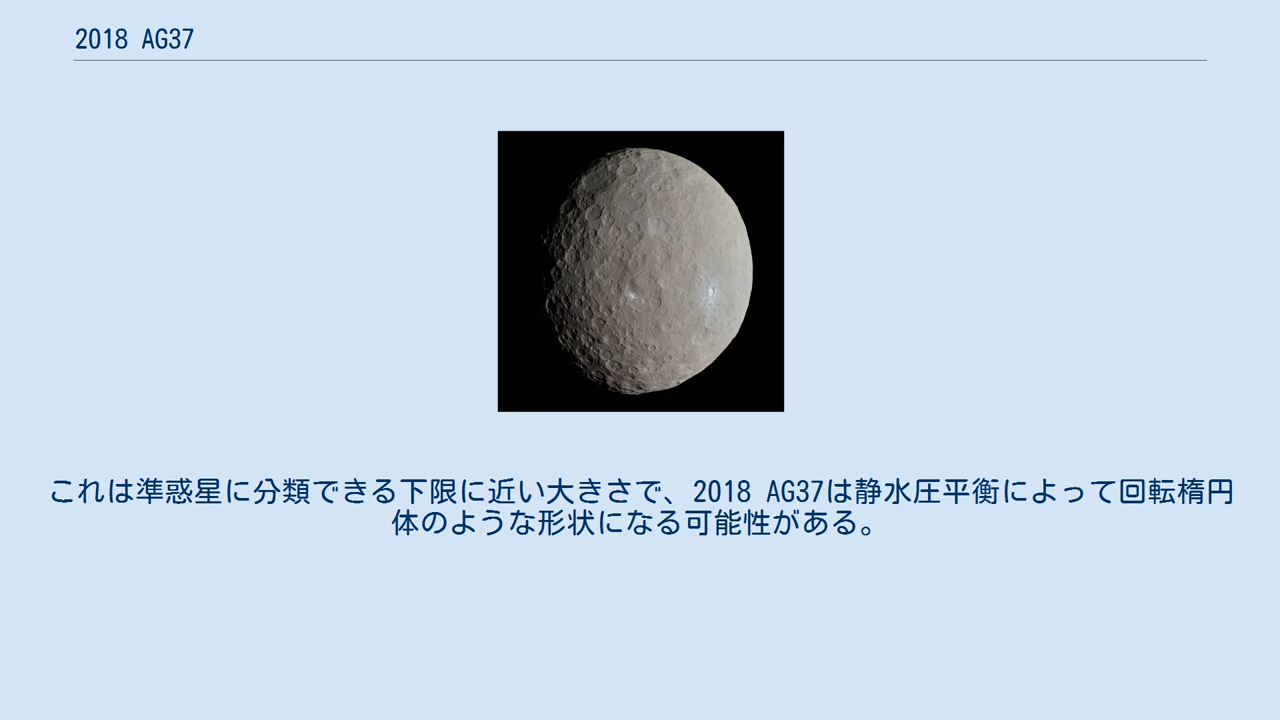 2018 AG37
これは準惑星に分類できる下限に近い大きさで、2018 AG37は静水圧平衡によって回転楕円
体のような形状になる可能性がある。